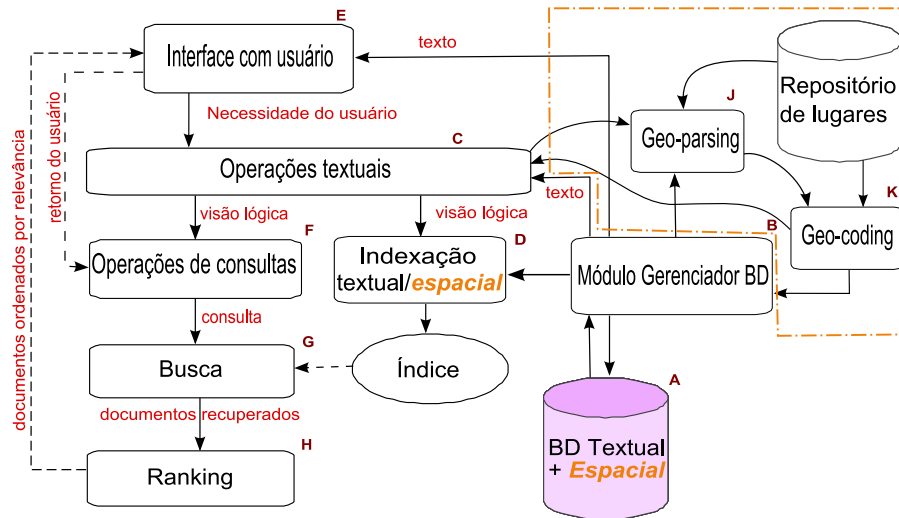 E
Interface com usuário
texto
Repositório
de lugares
J
Geo-parsing
Necessidade do usuário
C
Operações textuais
texto
K
Geo-coding
visão lógica
visão lógica
retorno do usuário
documentos ordenados por relevância
F
Operações de consultas
D
Indexação
textual/espacial
B
Módulo Gerenciador BD
consulta
G
Busca
Índice
documentos recuperados
A
BD Textual
+ Espacial
H
Ranking